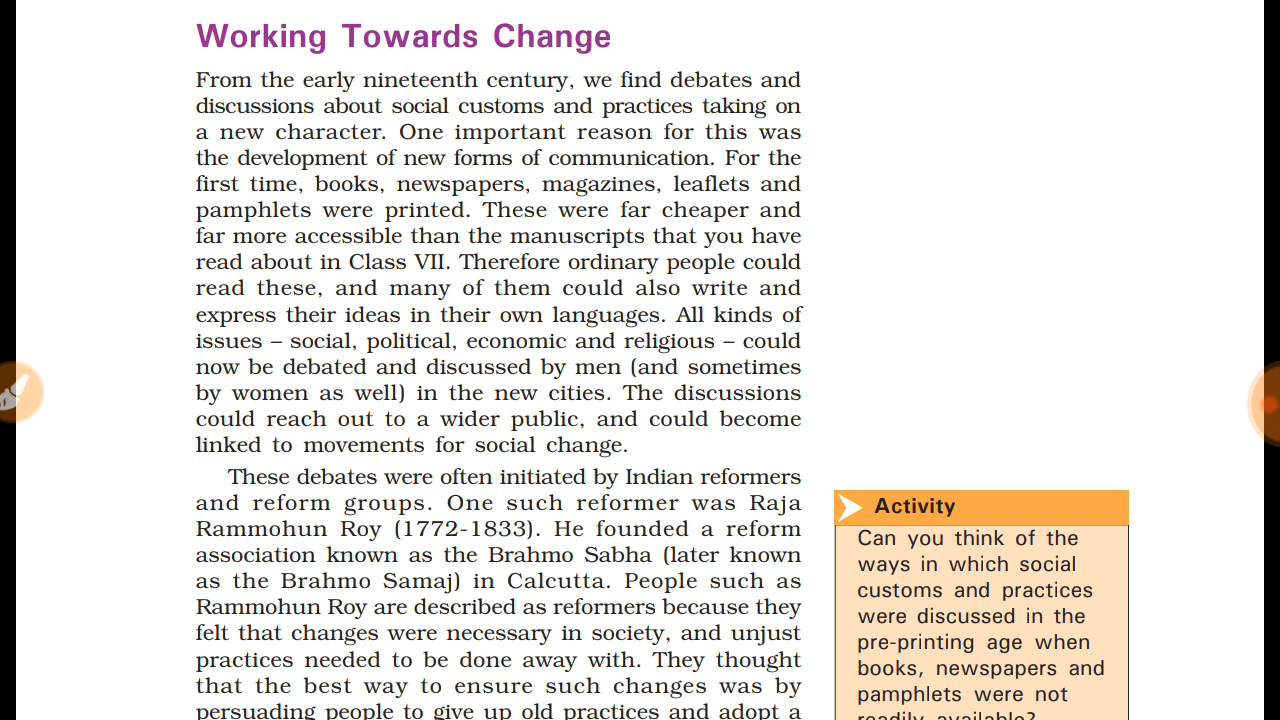 Working Towards Change
From the early nineteenth century, we find debates and
discussions about social customs and practices taking on
a new character. One important reason for this was
the development of new forms of communication. For the
first time, books, newspapers, magazines, leaflets and
pamphlets were printed. These were far cheaper and
far more accessible than the manuscripts that you have
read about in Class VII. Therefore ordinary people could
read these, and many of them could also write and
express their ideas in their own languages. All kinds of
issues – social, political, economic and religious – could
now be debated and discussed by men (and sometimes
by women as well) in the new cities. The discussions
could reach out to a wider public, and could become
linked to movements for social change.
These debates were often initiated by Indian reformers
and reform groups. One such reformer was Raja
Rammohun Roy (1772-1833). He founded a reform
association known as the Brahmo Sabha (later known
as the Brahmo Samaj) in Calcutta. People such as
Rammohun Roy are described as reformers because they
felt that changes were necessary in society, and unjust
practices needed to be done away with. They thought
that the best way to ensure such changes was by
persuading people to give up old practices and adopt a
Activity
Can you think of the
ways in which social
customs and practices
were discussed in the
pre-printing age when
books, newspapers and
pamphlets were not
readily available?